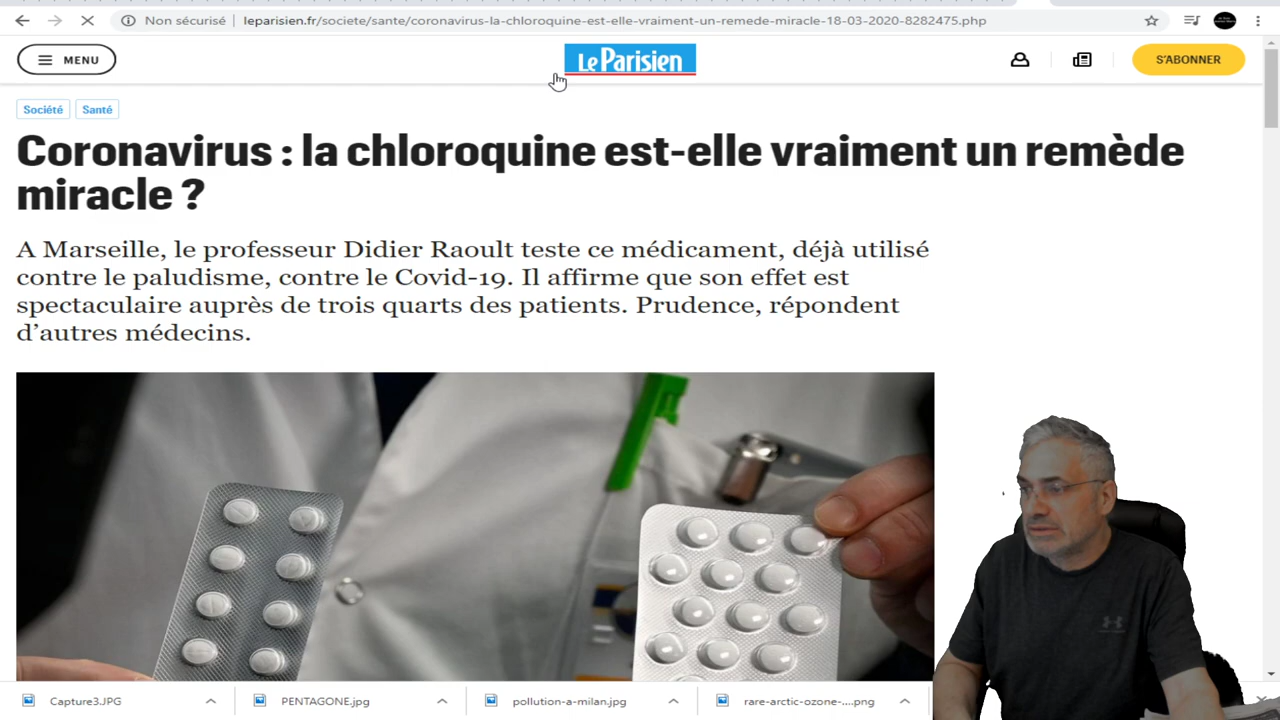 Non sécurisé
leparisien.fr/societe/sante/coronavirus-la-chloroquine-est-elle-vraiment-un-remede-miracle-18-03-2020-8282475.php
MENU
Le Parisien
S'ABONNER
Société
Santé
Coronavirus : la chloroquine est-elle vraiment un remède
miracle ?
A Marseille, le professeur Didier Raoult teste ce médicament, déjà utilisé
contre le paludisme, contre le Covid-19. Il affirme que son effet est
spectaculaire auprès de trois quarts des patients. Prudence, répondent
d’autres médecins.
Capture3.JPG
PENTAGONE.jpg
pollution-a-milan.jpg
rare-arctic-ozone-....png